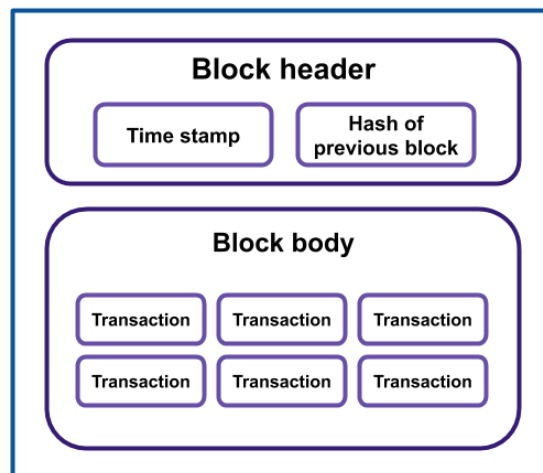 Block header
Time stamp
Hash of
previous block
Block body
Transaction
Transaction
Transaction
Transaction
Transaction
Transaction